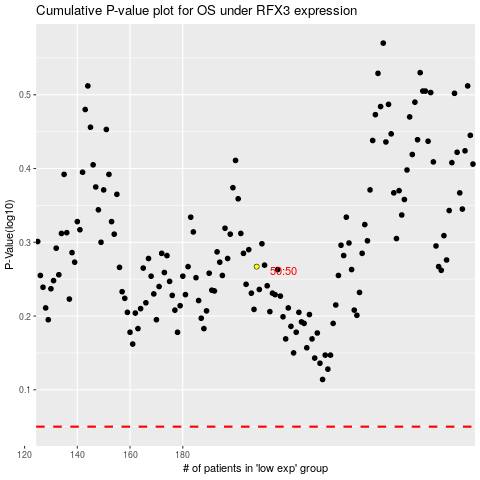 Cumulative P-value plot for OS under RFX3 expression
P-Value(log10)
0.5
0.4
0.3
0.2
0.1
50:50
120 140 160 180
# of patients in 'low exp' group